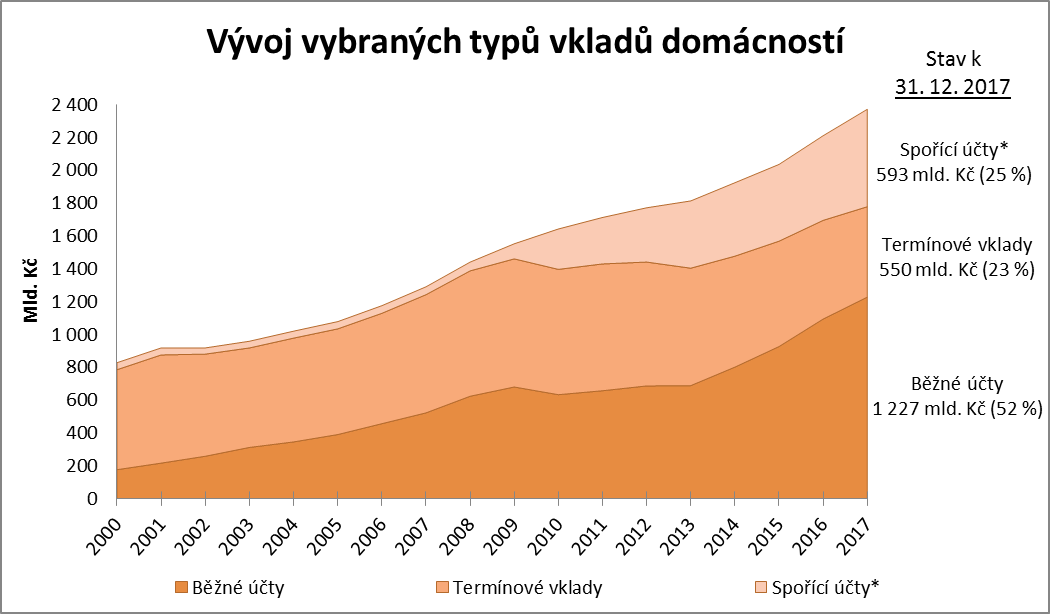 Vývoj vybraných typů vkladů domácností
Stav k
31. 12. 2017
Mld. Kč
2 400
2 200
2 000
1 800
1 600
1 400
1 200
1 000
800
600
400
200
0
Spořící účty*
593 mld. Kč (25 %)
Termínové vklady
550 mld. Kč (23 %)
Běžné účty
1 227 mld. Kč (52 %)
2000
2001
2002
2003
2004
2005
2006
2007
2008
2009
2010
2011
2012
2013
2014
2015
2016
2017
Běžné účty
Termínové vklady
Spořící účty*